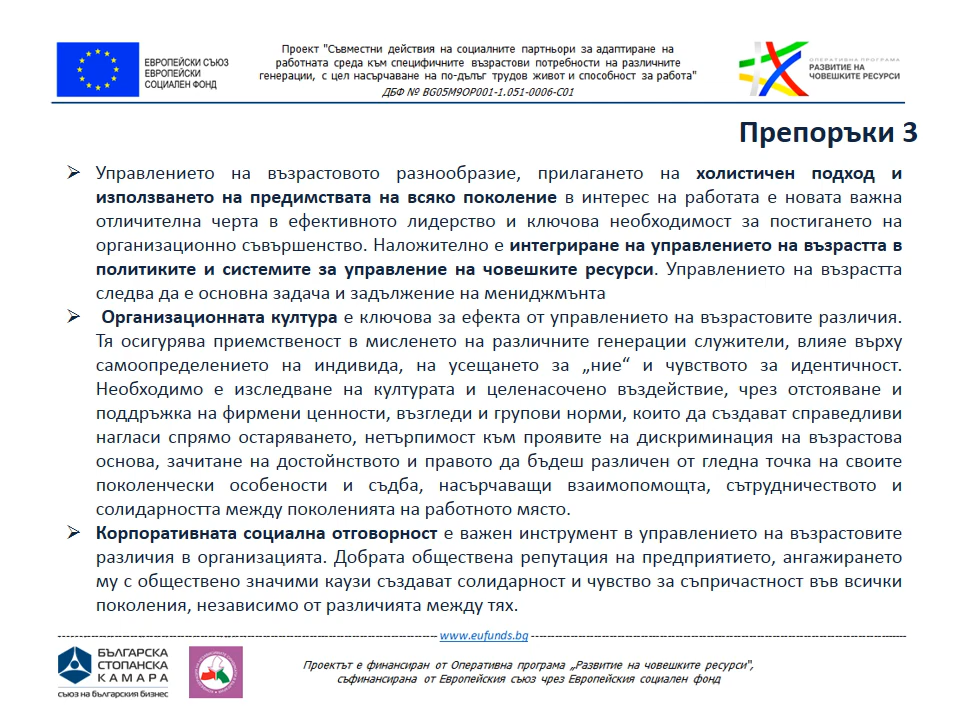 ЕВРОПЕЙСКИ СЪЮЗ
ЕВРОПЕЙСКИ
СОЦИАЛЕН ФОНД
Проект "Съвместни действия на социалните партньори за адаптиране на
работната среда към специфичните възрастови потребности на различните
генерации, с цел насърчаване на по-дълъг трудов живот и способност за работа"
ДБФ № BG05M9OP001-1.051-0006-C01
ОПЕРАТИВНА ПРОГРАМА
РАЗВИТИЕ НА
ЧОВЕШКИТЕ РЕСУРСИ
Препоръки 3
➢ Управлението на възрастовото разнообразие, прилагането на холистичен подход и
използването на предимствата на всяко поколение в интерес на работата е новата важна
отличителна черта в ефективното лидерство и ключова необходимост за постигането на
организационно съвършенство. Наложително е интегриране на управлението на възрастта в
политиките и системите за управление на човешките ресурси. Управлението на възрастта
следва да е основна задача и задължение на мениджмънта
➢ Организационната култура е ключова за ефекта от управлението на възрастовите различия.
Тя осигурява приемственост в мисленето на различните генерации служители, влияе върху
самоопределението на индивида, на усещането за „ние“ и чувството за идентичност.
Необходимо е изследване на културата и целенасочено въздействие, чрез отстояване и
поддръжка на фирмени ценности, възгледи и групови норми, които да създават справедливи
нагласи спрямо остаряването, нетърпимост към проявите на дискриминация на възрастова
основа, зачитане на достойнството и правото да бъдеш различен от гледна точка на своите
поколенчески особености и съдба, насърчаващи взаимопомощта, сътрудничеството и
солидарността между поколенията на работното място.
➢ Корпоративната социална отговорност е важен инструмент в управлението на възрастовите
различия в организацията. Добрата обществена репутация на предприятието, ангажирането
му с обществено значими каузи създават солидарност и чувство за съпричастност във всички
поколения, независимо от различията между тях.
www.eufunds.bg
БЪЛГАРСКА
СТОПАНСКА
КАМАРА
СЪЮЗ НА БЪЛГАРСКИЯ БИЗНЕС
Проектът е финансиран от Оперативна програма „Развитие на човешките ресурси",
съфинансирана от Европейския съюз чрез Европейския социален фонд